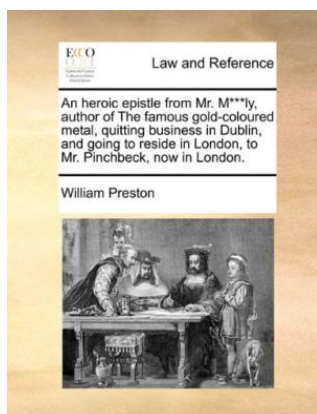 ECCO
Law and Reference
An heroic epistle from Mr. M***ly,
author of The famous gold-coloured
metal, quitting business in Dublin,
and going to reside in London, to
Mr. Pinchbeck, now in London.
William Preston